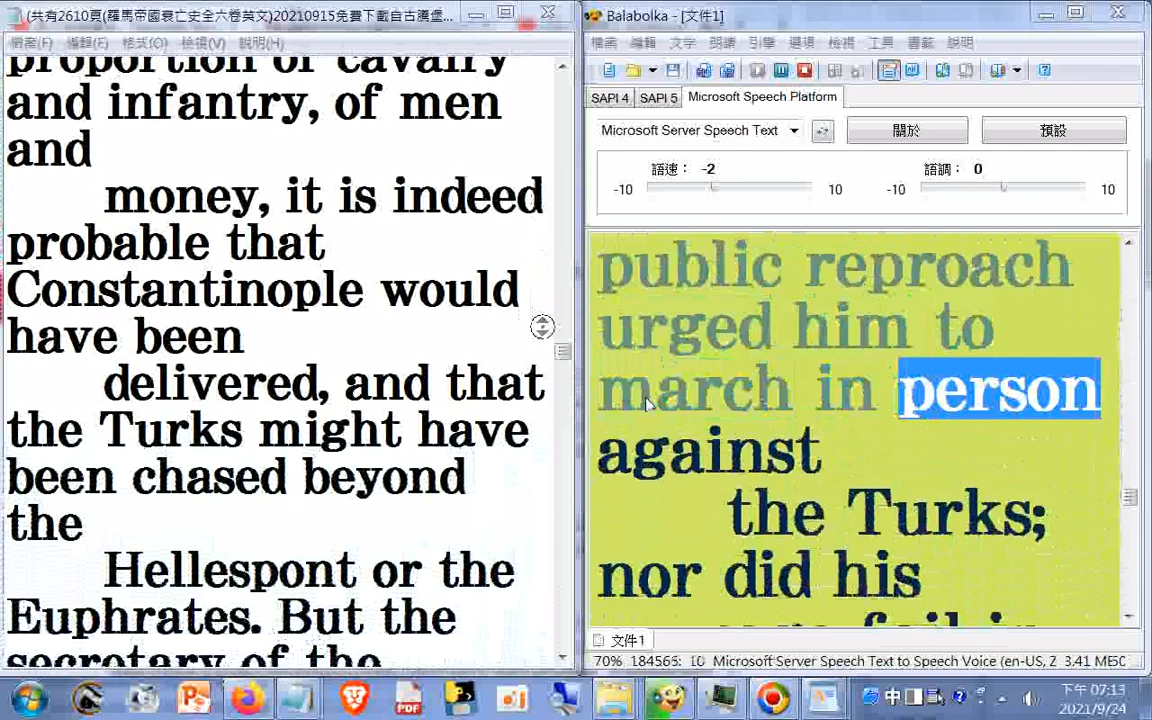 (共有2610頁(羅馬帝國衰亡史全六卷英文)20210915免費下載自古騰堡...
檔案(F) 編輯(E) 格式(O) 檢視(V) 說明(H)
proportion of cavalry
and infantry, of men
and
money, it is indeed
probable that
Constantinople would
have been
delivered, and that
the Turks might have
been chased beyond
the
Hellespont or the
Euphrates. But the
secretary of the
Balabolka - [文件1]
檔案 編輯 文字 朗讀 引擎 選項 檢視 工具 書籤 說明
SAPI 4 SAPI 5 Microsoft Speech Platform
Microsoft Server Speech Text 關於 預設
語速： -2 語調： 0
-10 10 -10 10
public reproach
urged him to
march in person
against
the Turks;
nor did his
文件1
70% 184565: 10 Microsoft Server Speech Text to Speech Voice (en-US, Z 3.41 ME50
中 下午 07:13
2021/9/24